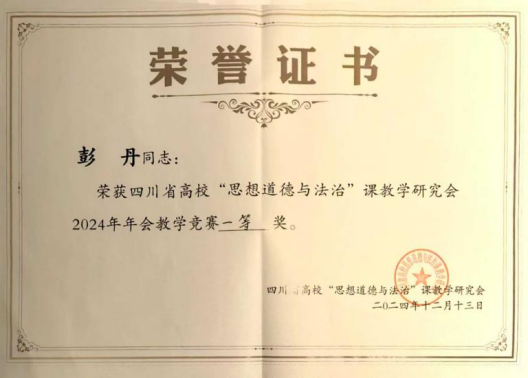 荣誉证书
彭 丹同志：
荣获四川省高校“思想道德与法治”课教学研究会
2024年年会教学竞赛一等 奖。
四川省高校“思想道德与法治”课教学研究会
二〇二四年十二月十三日